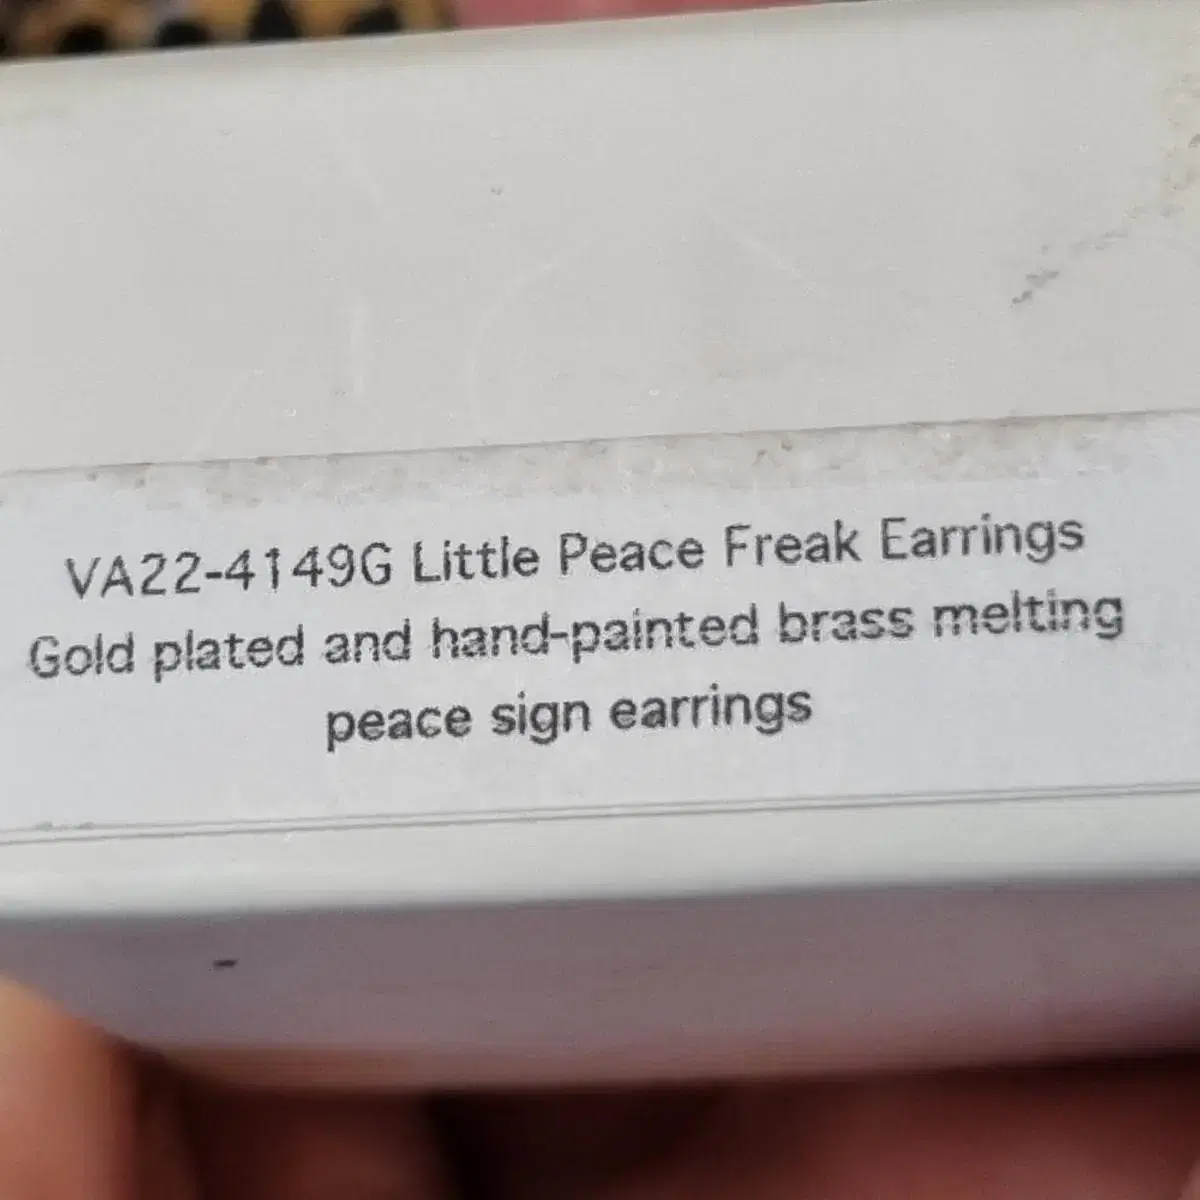 VA22-4149G Little Peace Freak Earrings
Gold plated and hand-painted brass melting
peace sign earrings